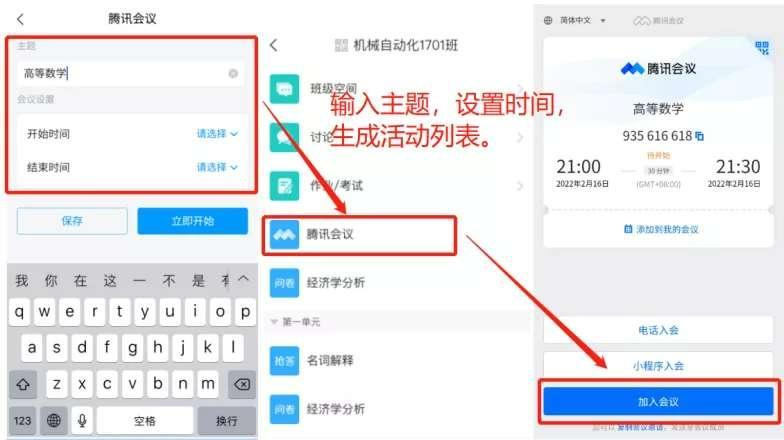 腾讯会议
主题
高等数学
会议设置
开始时间 请选择
结束时间 请选择
保存 立即开始
我 你 在 这 一 不 是 有
q w e r t y u i o p
a s d f g h j k l
z x c v b n m
123 空格 换行
机械自动化1701班
班级空间
讨论
作业/考试
腾讯会议
问卷 经济学分析
第一单元
抢答 名词解释
问卷 经济学分析
输入主题，设置时间，
生成活动列表。
简体中文 腾讯会议
腾讯会议
高等数学
935 616 618
待开始
21:00 30分钟 21:30
2022年2月16日 (GMT+08:00) 2022年2月16日
添加到我的会议
电话入会
小程序入会
加入会议